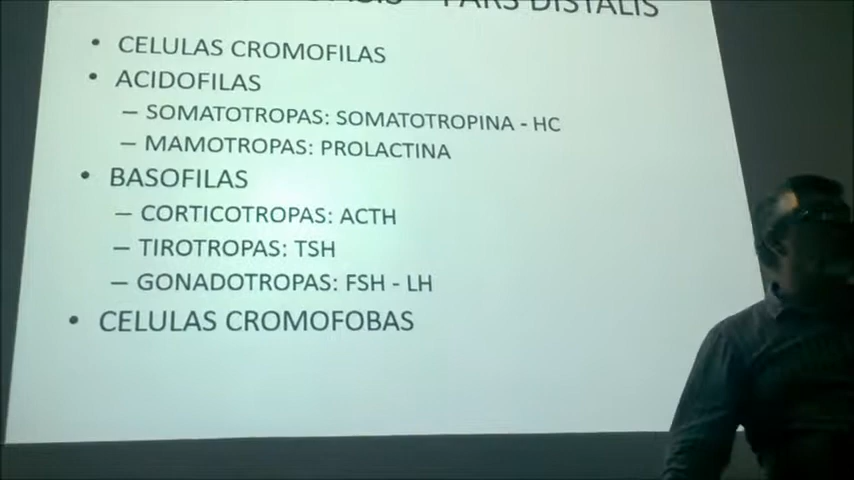 PARS DISTALIS
• CELULAS CROMOFILAS
• ACIDOFILAS
– SOMATOTROPAS: SOMATOTROPINA - HC
– MAMOTROPAS: PROLACTINA
• BASOFILAS
– CORTICOTROPAS: ACTH
– TIROTROPAS: TSH
– GONADOTROPAS: FSH - LH
• CELULAS CROMOFOBAS